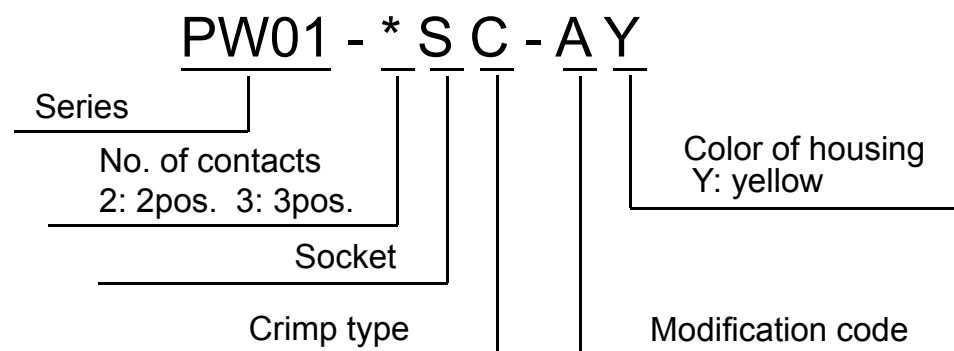 PW01 - * S C - A Y
Series
No. of contacts
2: 2pos. 3: 3pos.
Socket
Crimp type
Color of housing
Y: yellow
Modification code